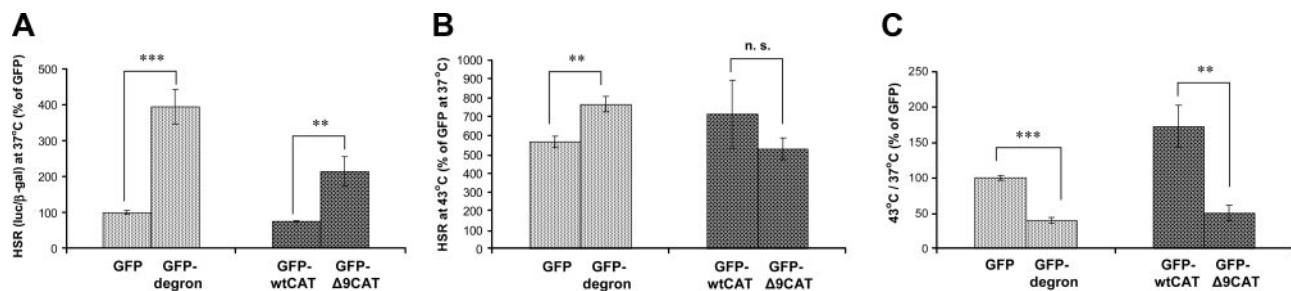 A
HSR (luc/β-gal) at 37°C (% of GFP)
500
400
300
200
100
0
***
**
GFP
GFP-degron
GFP-wtCAT
GFP-Δ9CAT
B
HSR at 43°C (% of GFP at 37°C)
1000
900
800
700
600
500
400
300
200
100
0
**
n. s.
GFP
GFP-degron
GFP-wtCAT
GFP-Δ9CAT
C
43°C / 37°C (% of GFP)
250
200
150
100
50
0
***
**
GFP
GFP-degron
GFP-wtCAT
GFP-Δ9CAT